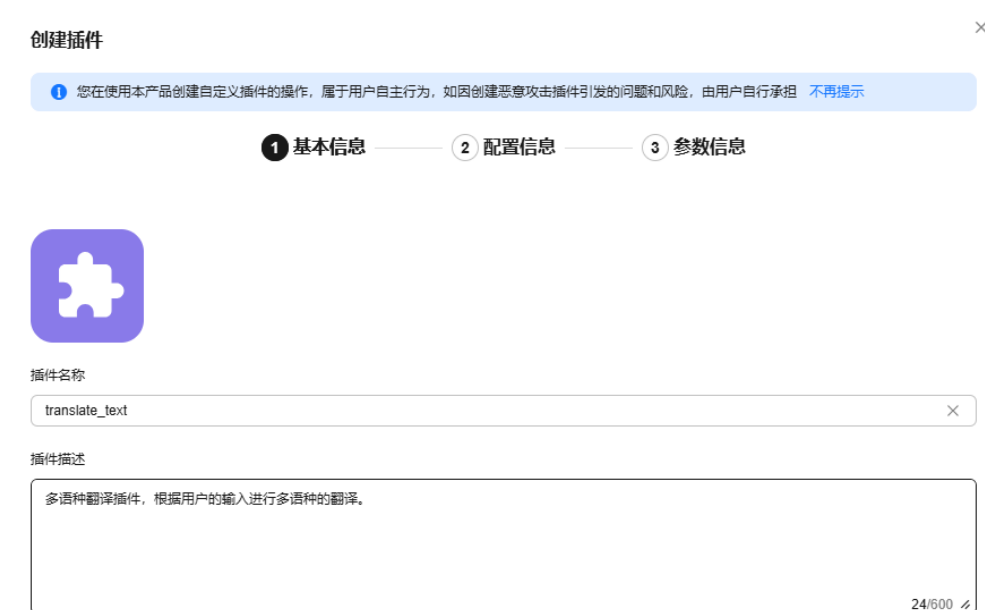 创建插件
您在使用本产品创建自定义插件的操作，属于用户自主行为，如因创建恶意攻击插件引发的问题和风险，由用户自行承担 不再提示
1 基本信息 2 配置信息 3 参数信息
插件名称
translate_text
插件描述
多语种翻译插件，根据用户的输入进行多语种的翻译。
24/600